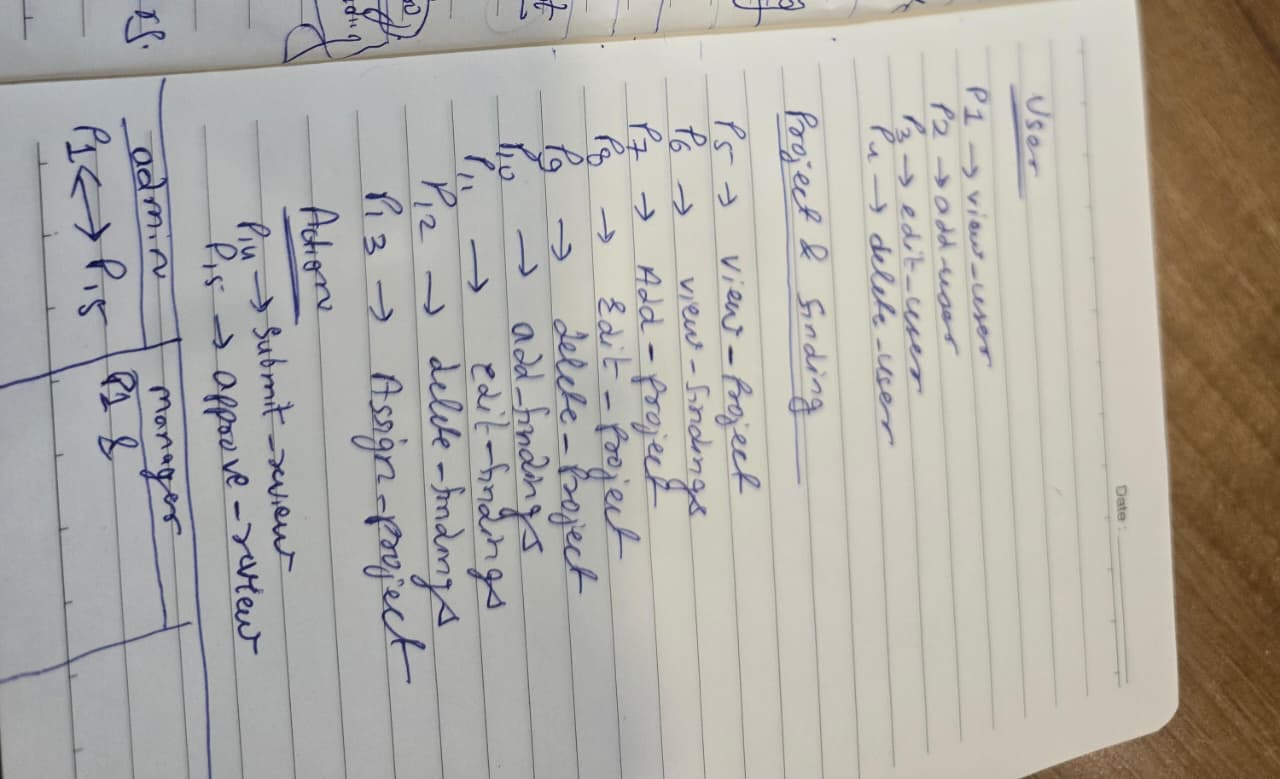 Date:
User
P1 → view-user
P2 → add user
P3 → edit-user
P4 → delete-user
Project & finding
P5 → view-Project
P6 → view-findings
P7 → Add-Project
P8 → Edit-Project
P9 → delete-Project
P10 → add-findings
P11 → Edit-findings
P12 → delete-findings
P13 → Assign-Project
Action
P14 → Submit-review
P15 → approve-review
admin
P1 ↔ P15
manager
P1 &